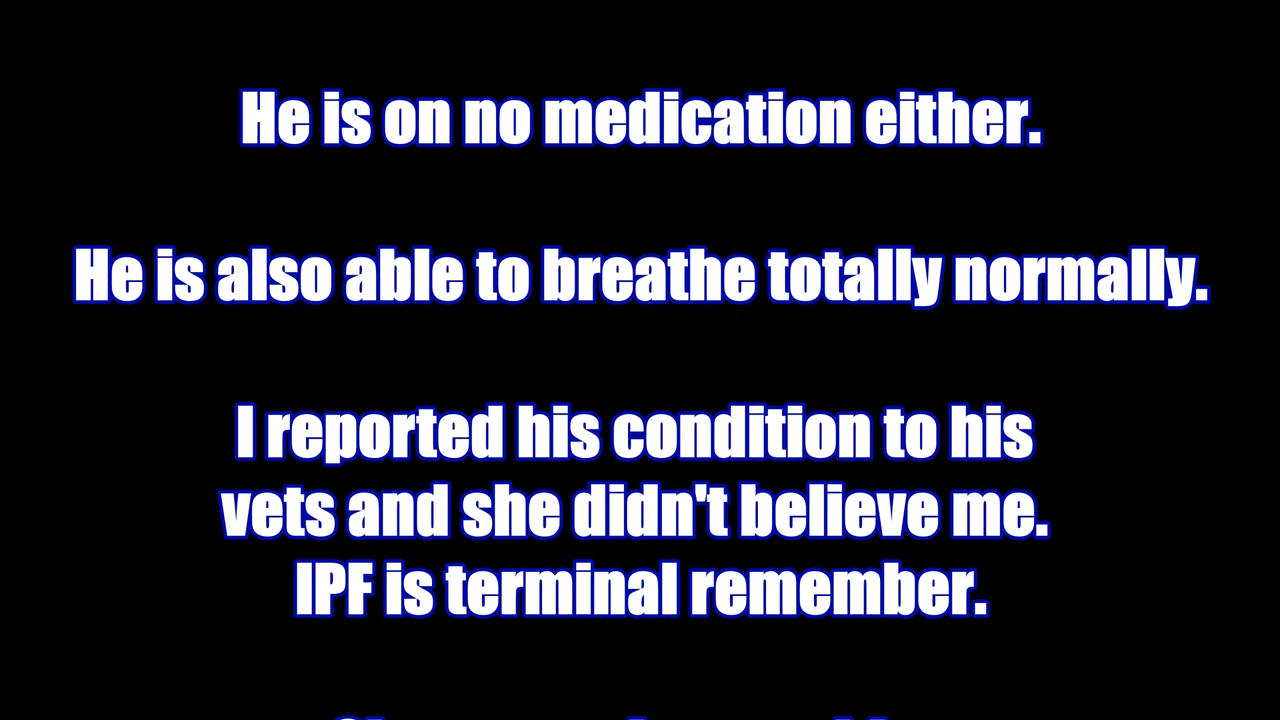 He is on no medication either.
He is also able to breathe totally normally.
I reported his condition to his
vets and she didn't believe me.
IPF is terminal remember.